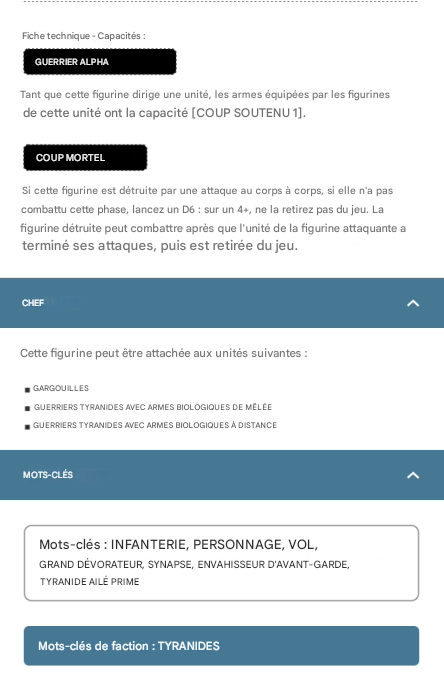 Fiche technique - Capacités :
GUERRIER ALPHA
Tant que cette figurine dirige une unité, les armes équipées par les figurines
de cette unité ont la capacité [COUP SOUTENU 1].
COUP MORTEL
Si cette figurine est détruite par une attaque au corps à corps, si elle n'a pas
combattu cette phase, lancez un D6 : sur un 4+, ne la retirez pas du jeu. La
figurine détruite peut combattre après que l'unité de la figurine attaquante a
terminé ses attaques, puis est retirée du jeu.
CHEF
Cette figurine peut être attachée aux unités suivantes :
■ GARGOUILLES
■ GUERRIERS TYRANIDES AVEC ARMES BIOLOGIQUES DE MÊLÉE
■ GUERRIERS TYRANIDES AVEC ARMES BIOLOGIQUES À DISTANCE
MOTS-CLÉS
Mots-clés : INFANTERIE, PERSONNAGE, VOL,
GRAND DÉVORATEUR, SYNAPSE, ENVAHISSEUR D'AVANT-GARDE,
TYRANIDE AILÉ PRIME
Mots-clés de faction : TYRANIDES